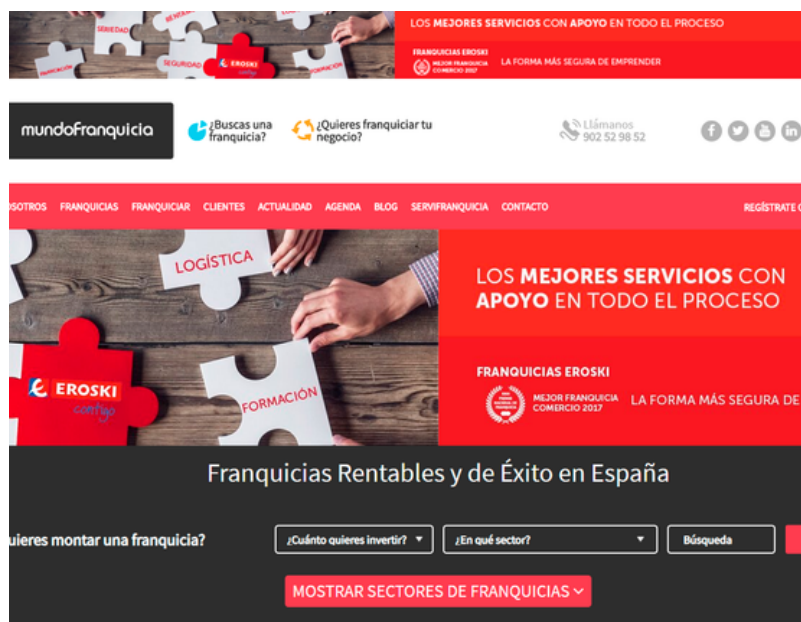 LOS MEJORES SERVICIOS CON APOYO EN TODO EL PROCESO
SERIEDAD
SEGURIDAD
EROSKI
contigo
FINANCIACIÓN
FORMACIÓN
FRANQUICIAS EROSKI
MEJOR FRANQUICIA
COMERCIO 2017
LA FORMA MÁS SEGURA DE EMPRENDER
mundoFranquicia
¿Buscas una
franquicia?
¿Quieres franquiciar tu
negocio?
Llámanos
902 52 98 52
OSOTROS FRANQUICIAS FRANQUICIAR CLIENTES ACTUALIDAD AGENDA BLOG SERVIFRANQUICIA CONTACTO REGÍSTRATE
LOGÍSTICA
EROSKI
contigo
FORMACIÓN
LOS MEJORES SERVICIOS CON
APOYO EN TODO EL PROCESO
FRANQUICIAS EROSKI
MEJOR FRANQUICIA
COMERCIO 2017
LA FORMA MÁS SEGURA DE
Franquicias Rentables y de Éxito en España
uieres montar una franquicia?
¿Cuánto quieres invertir?
¿En qué sector?
Búsqueda
MOSTRAR SECTORES DE FRANQUICIAS